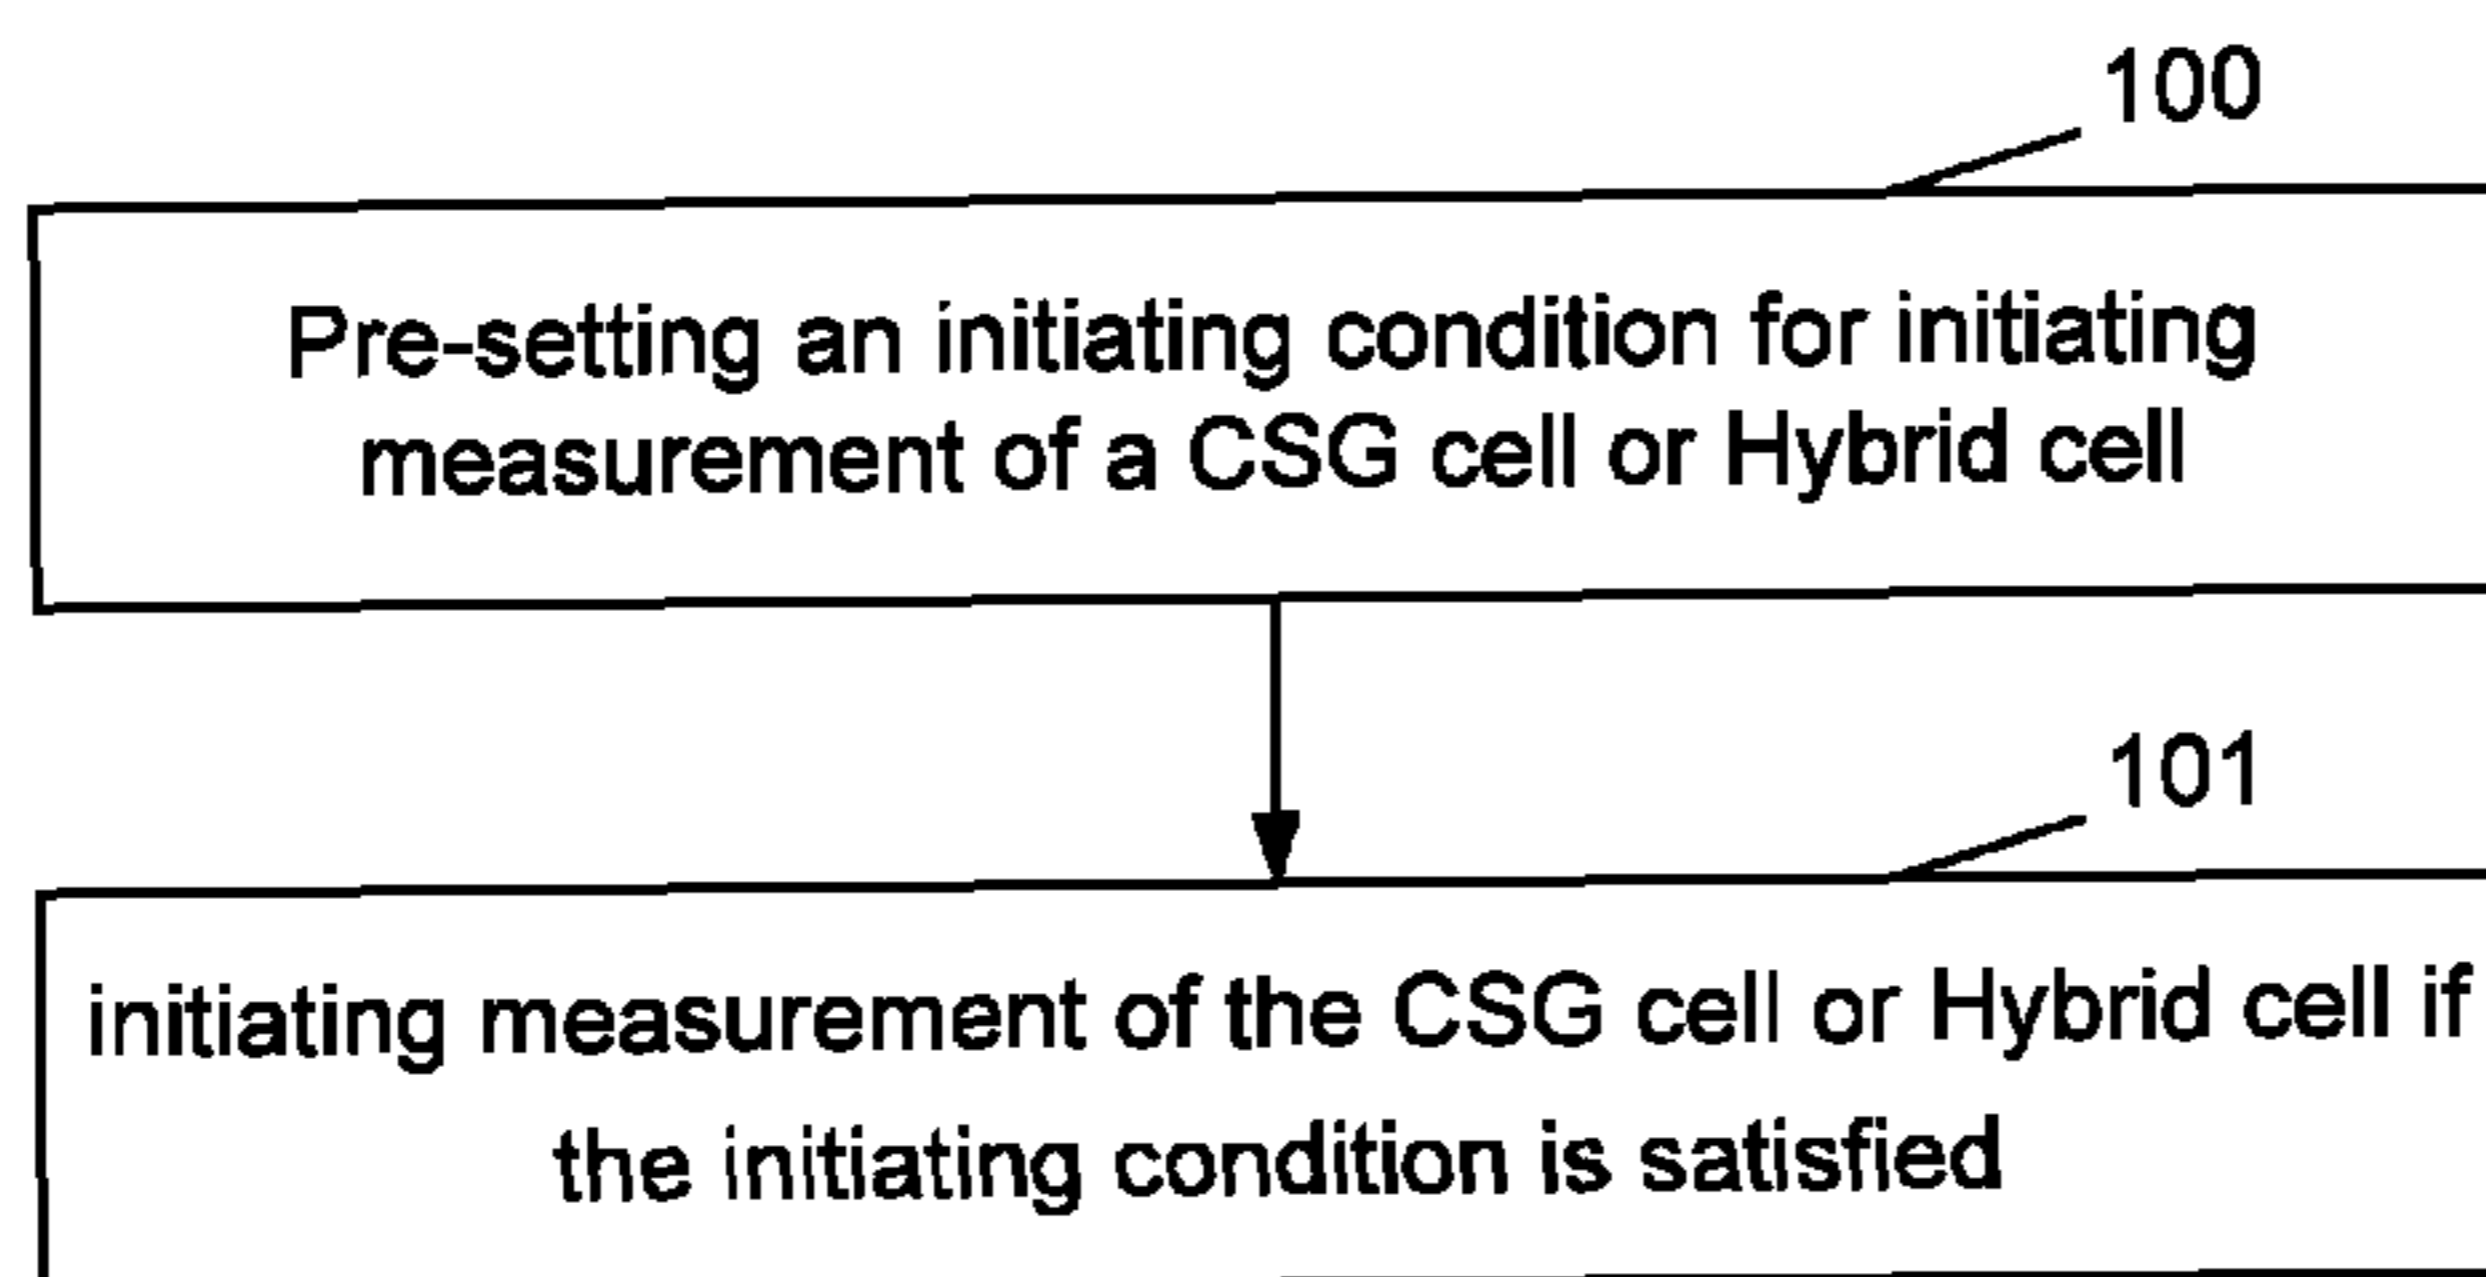 100
Pre-setting an initiating condition for initiating
measurement of a CSG cell or Hybrid cell
101
initiating measurement of the CSG cell or Hybrid cell if
the initiating condition is satisfied